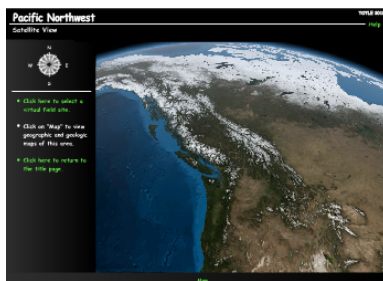 Pacific Northwest
Satellite View
Help
N
W
E
Click here to select a
virtual field site.
Click on "Map" to view
geographic and geologic
maps of this area.
Click here to return to
the title page.
Map